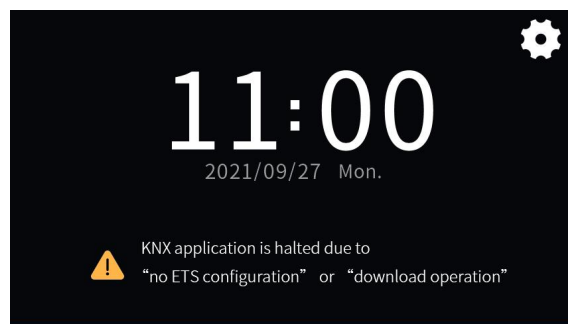 11:00
2021/09/27 Mon.
KNX application is halted due to
“no ETS configuration” or “download operation”